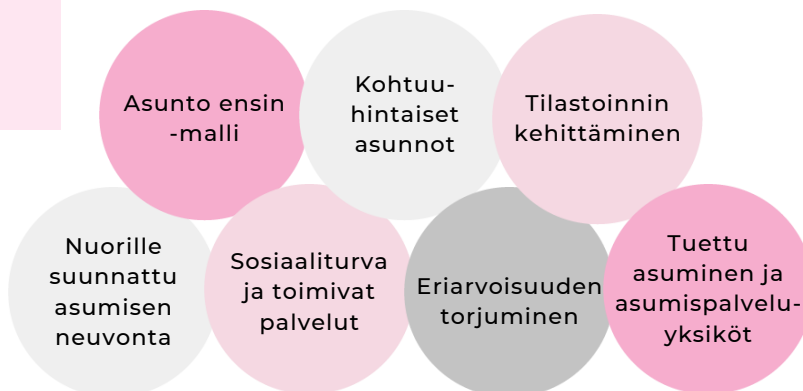 Asunto ensin
-malli
Kohtuu-
hintaiset
asunnot
Tilastoinnin
kehittäminen
Nuorille
suunnattu
asumisen
neuvonta
Sosiaaliturva
ja toimivat
palvelut
Eriarvoisuuden
torjuminen
Tuettu
asuminen ja
asumispalvelu-
yksiköt